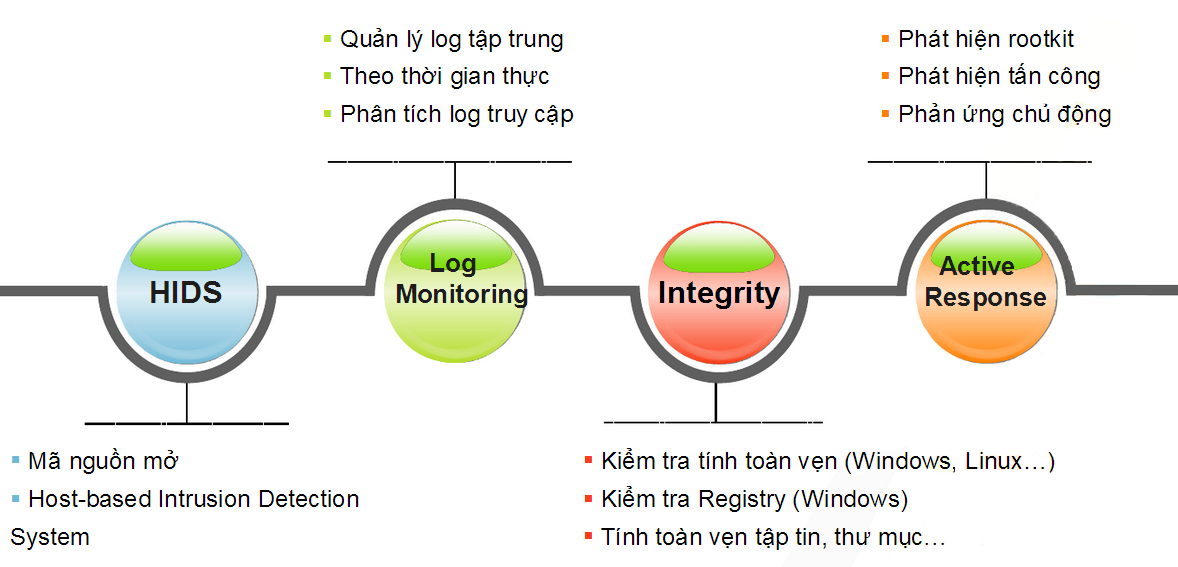 Quản lý log tập trung
Theo thời gian thực
Phân tích log truy cập
Phát hiện rootkit
Phát hiện tấn công
Phản ứng chủ động
HIDS
Log
Monitoring
Integrity
Active
Response
Mã nguồn mở
Host-based Intrusion Detection
System
Kiểm tra tính toàn vẹn (Windows, Linux…)
Kiểm tra Registry (Windows)
Tính toàn vẹn tập tin, thư mục…